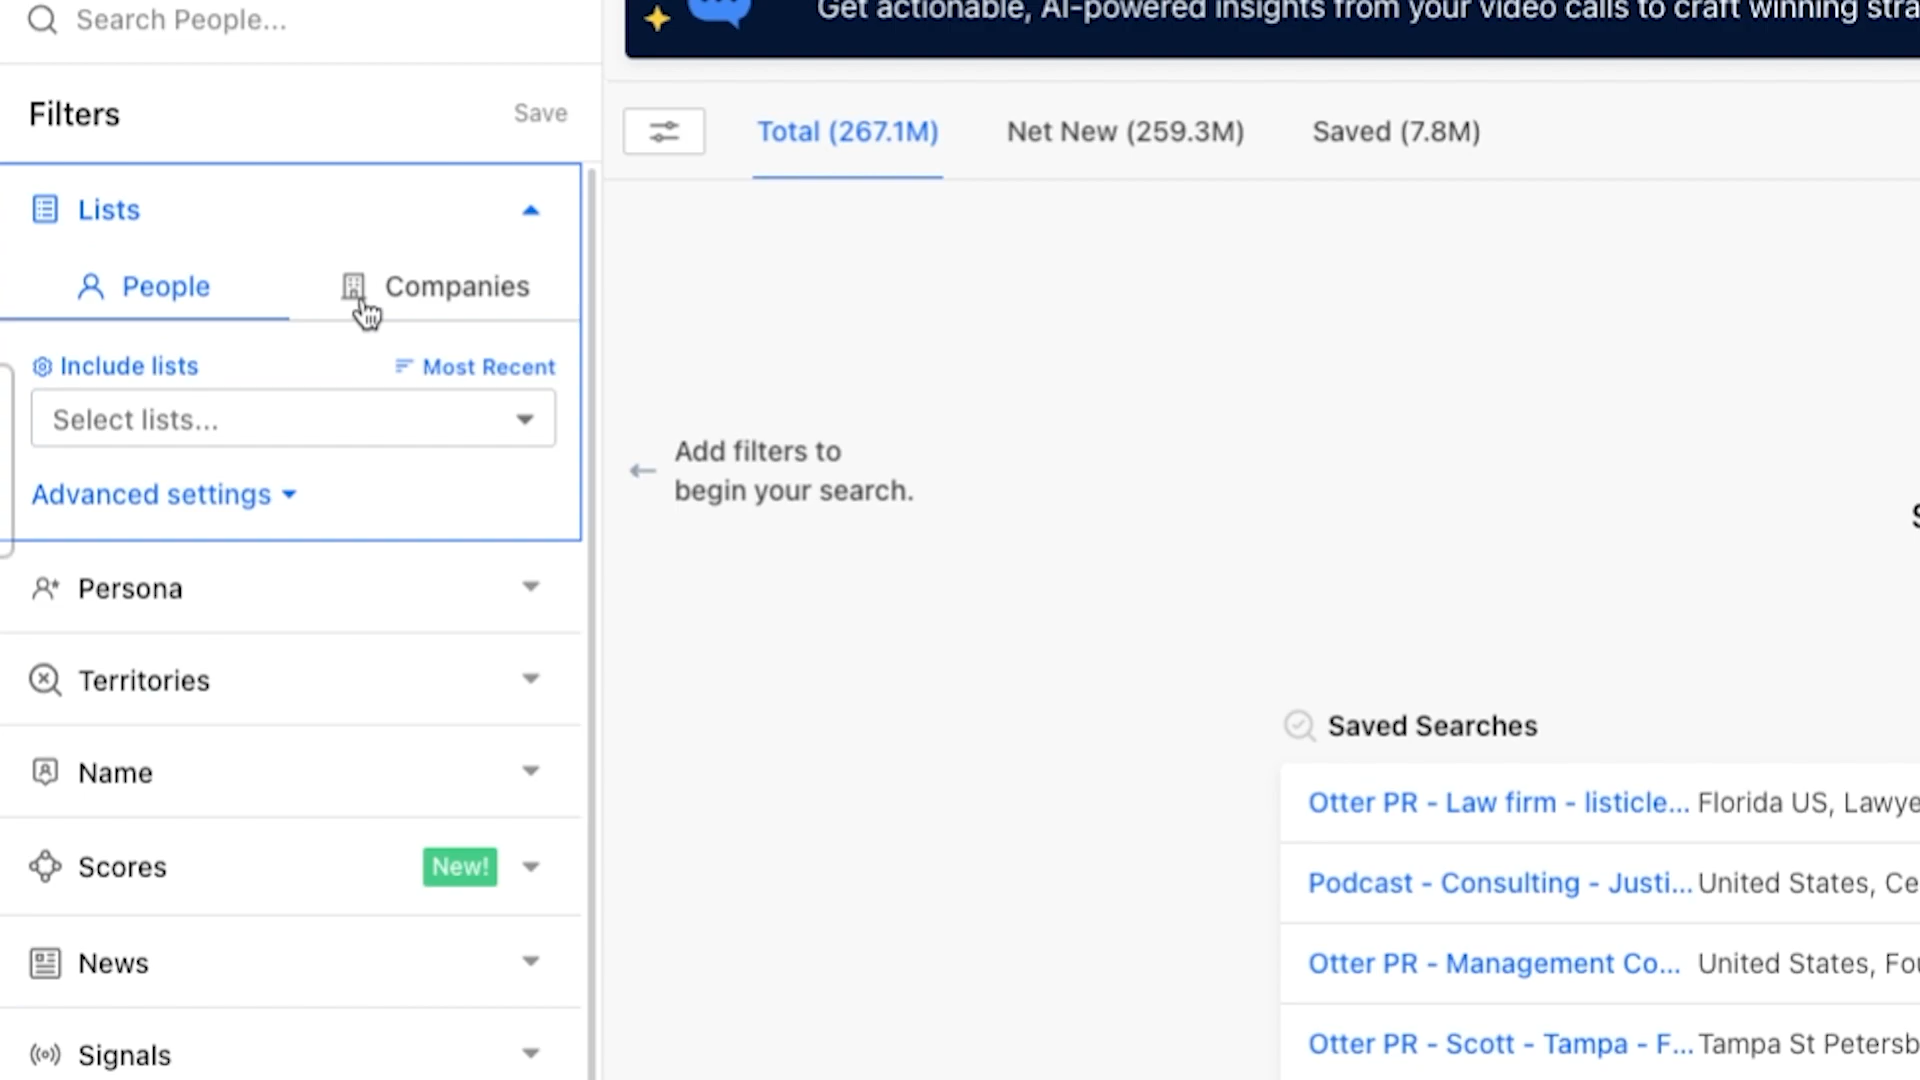 Search People...
Get actionable, AI-powered insights from your video calls to craft winning
Filters
Save
Total (267.1M)
Net New (259.3M)
Saved (7.8M)
Lists
People
Companies
Include lists
Most Recent
Select lists...
Advanced settings
Add filters to
begin your search.
Persona
Territories
Name
Scores
New!
News
Signals
Saved Searches
Otter PR - Law firm - listicle... Florida US,
Podcast - Consulting - Justi... United States,
Otter PR - Management Co... United States,
Otter PR - Scott - Tampa - F... Tampa St